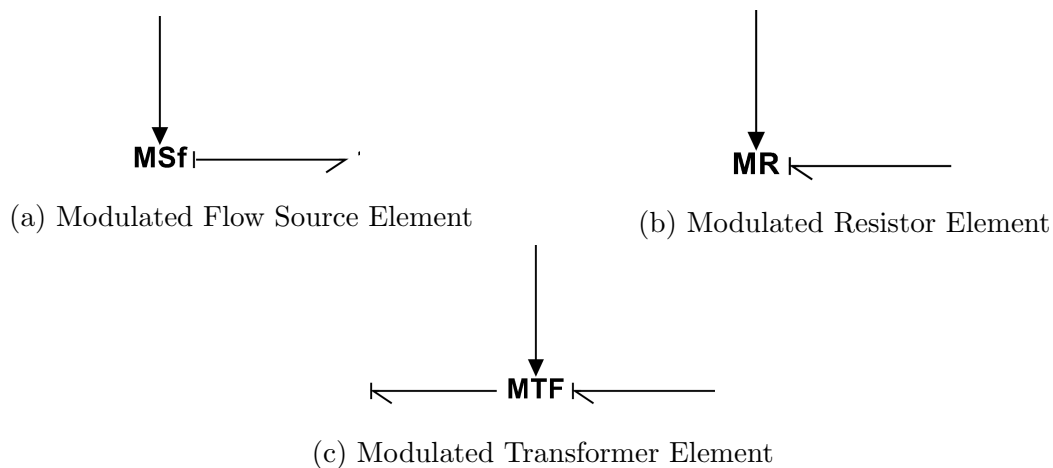 MSf
MR
(a) Modulated Flow Source Element
(b) Modulated Resistor Element
MTF
(c) Modulated Transformer Element